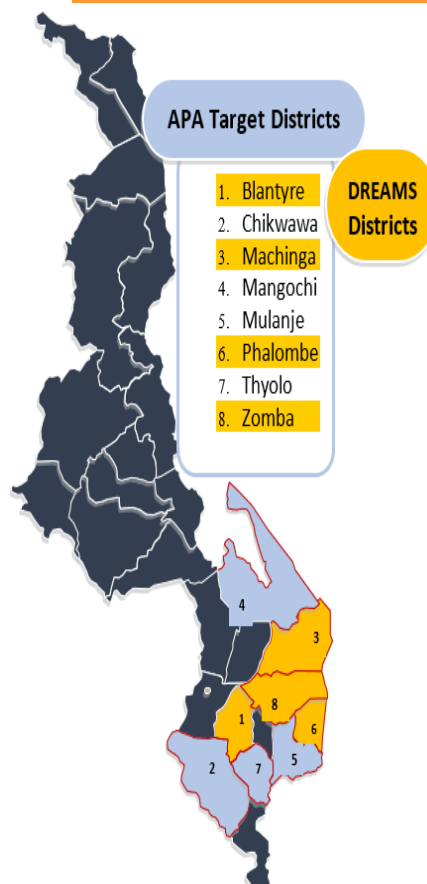 APA Target Districts
DREAMS
Districts
1. Blantyre
2. Chikwawa
3. Machinga
4. Mangochi
5. Mulanje
6. Phalombe
7. Thyolo
8. Zomba
4
3
8
1
6
5
2
7